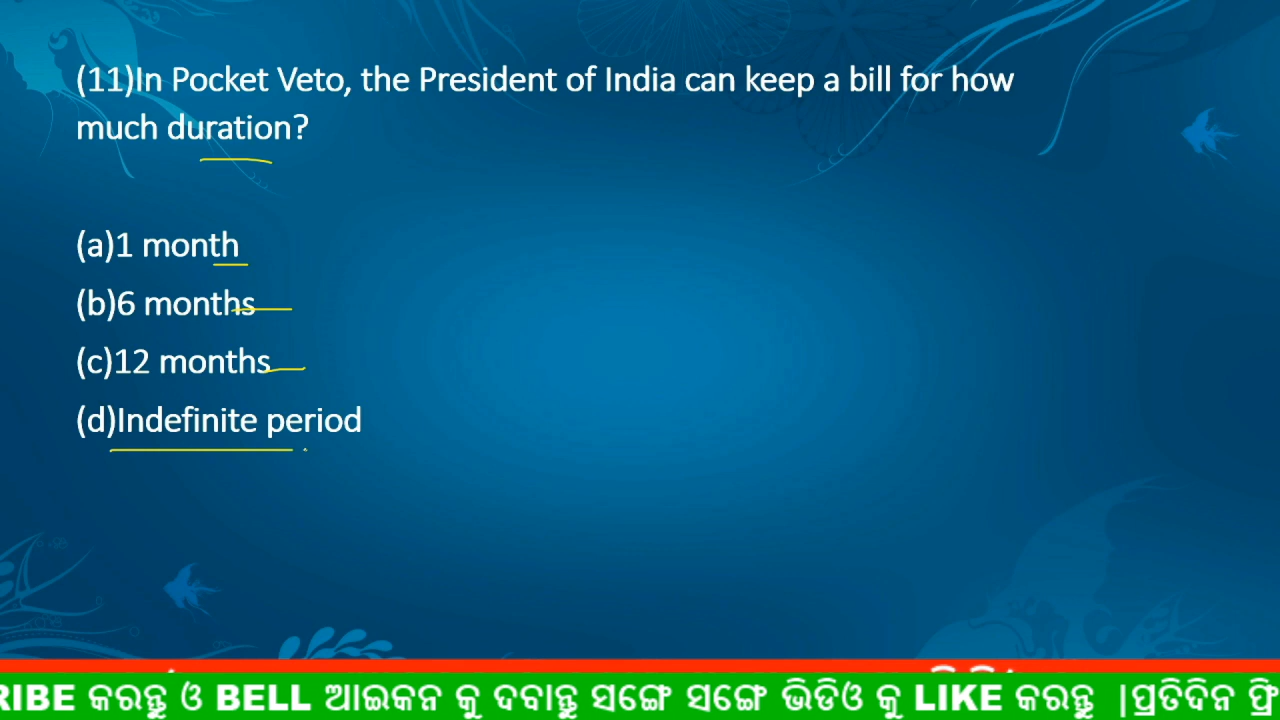 (11)In Pocket Veto, the President of India can keep a bill for how
much duration?
(a)1 month
(b)6 months
(c)12 months
(d)Indefinite period
RIBE କରନ୍ତୁ ଓ BELL ଆଇକନ କୁ ଦବାନ୍ତୁ ସଙ୍ଗେ ସଙ୍ଗେ ଭିଡିଓ କୁ LIKE କରନ୍ତୁ |ପ୍ରତିଦିନ ଫ୍ରି